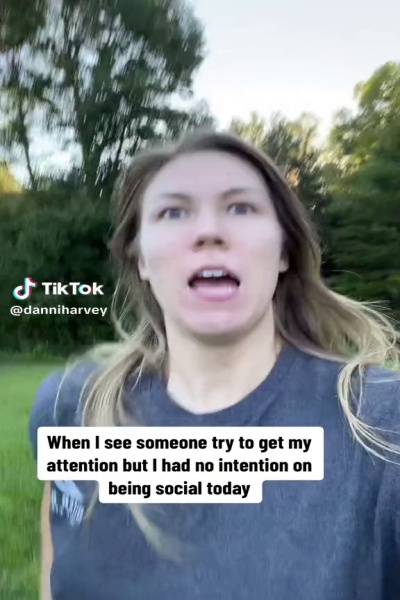 TikTok
@danniharvey
When I see someone try to get my
attention but I had no intention on
being social today